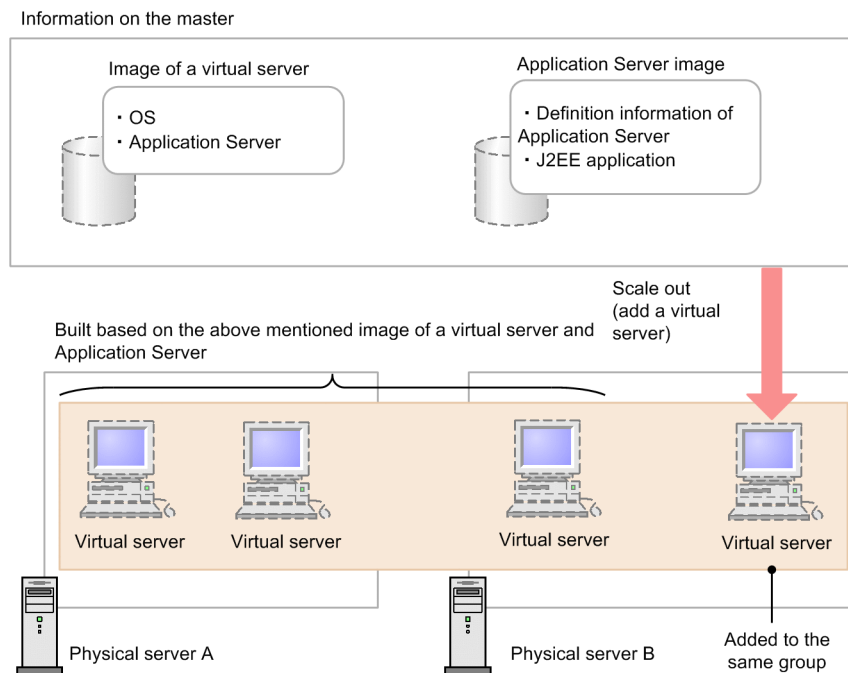 Information on the master
Image of a virtual server
・OS
・Application Server
Application Server image
・Definition information of
Application Server
・J2EE application
Scale out
(add a virtual
server)
Built based on the above mentioned image of a virtual server and
Application Server
Virtual server
Virtual server
Virtual server
Virtual server
Physical server A
Physical server B
Added to the
same group